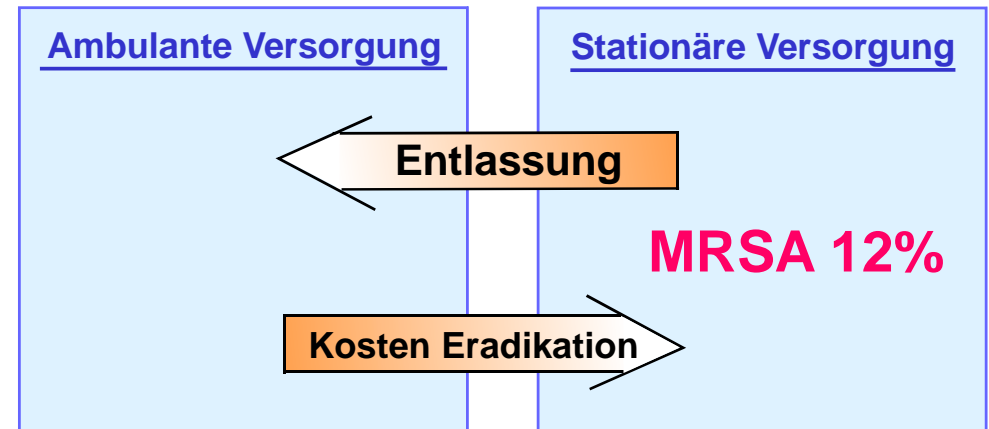 Ambulante Versorgung
Stationäre Versorgung
Entlassung
MRSA 12%
Kosten Eradikation